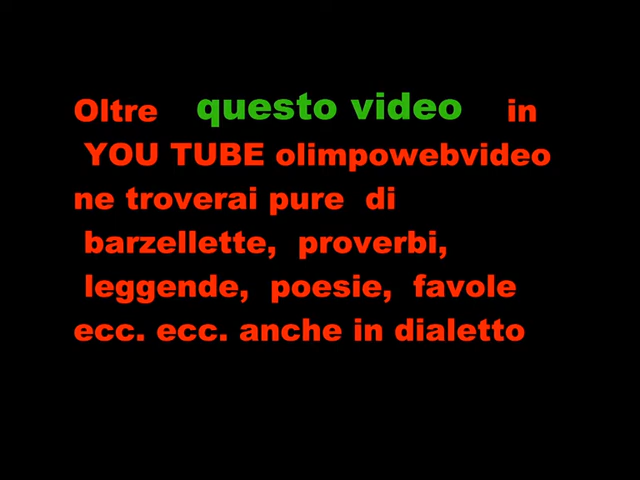 Oltre questo video in
YOU TUBE olimpowebvideo
ne troverai pure di
barzellette, proverbi,
leggende, poesie, favole
ecc. ecc. anche in dialetto